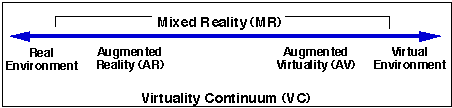 Mixed Reality (MR)
Real Environment
Augmented Reality (AR)
Augmented Virtuality (AV)
Virtual Environment
Virtuality Continuum (VC)